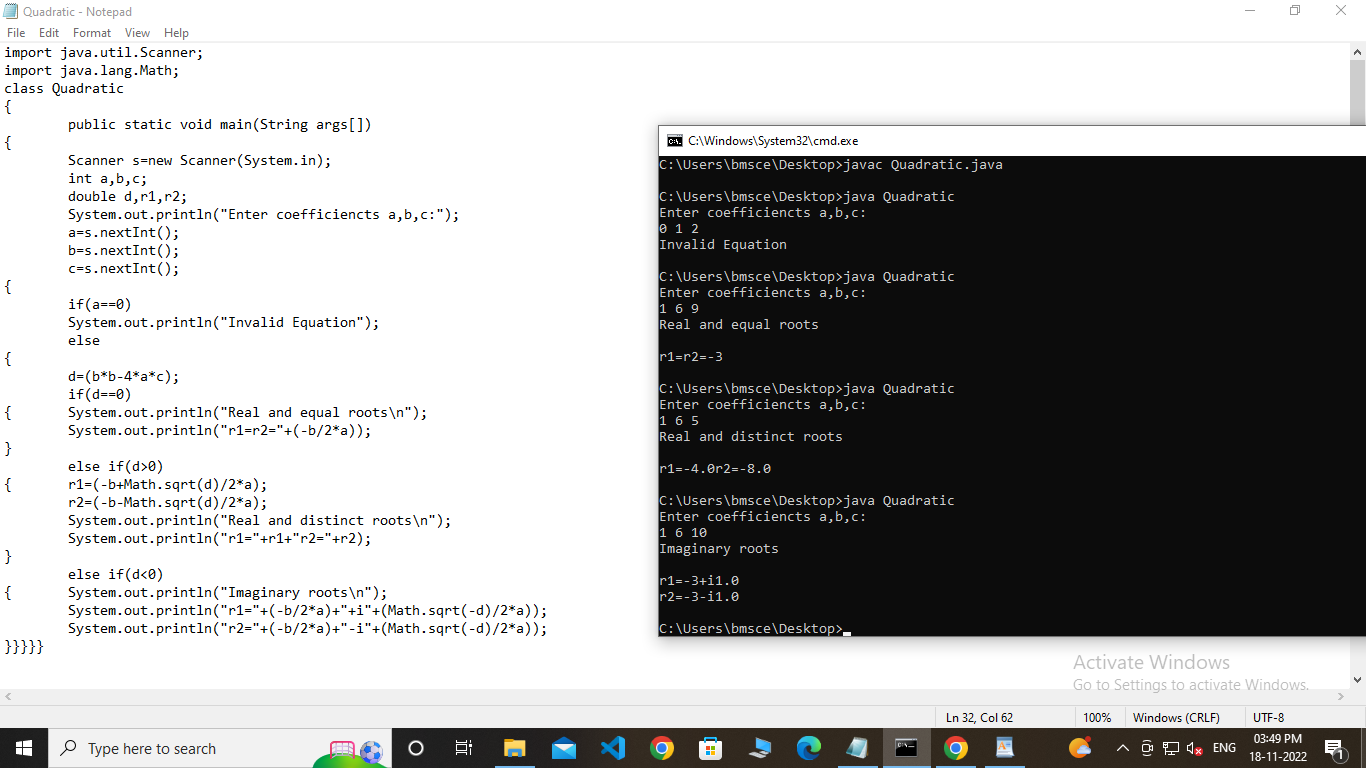 Quadratic - Notepad
File Edit Format View Help
import java.util.Scanner;
import java.lang.Math;
class Quadratic
{
        public static void main(String args[])
{
        Scanner s=new Scanner(System.in);
        int a,b,c;
        double d,r1,r2;
        System.out.println("Enter coefficiencts a,b,c:");
        a=s.nextInt();
        b=s.nextInt();
        c=s.nextInt();
{
        if(a==0)
        System.out.println("Invalid Equation");
        else
{
        d=(b*b-4*a*c);
        if(d==0)
{       System.out.println("Real and equal roots\n");
        System.out.println("r1=r2="+(-b/2*a));
}
        else if(d>0)
{       r1=(-b+Math.sqrt(d)/2*a);
        r2=(-b-Math.sqrt(d)/2*a);
        System.out.println("Real and distinct roots\n");
        System.out.println("r1="+r1+"r2="+r2);
}
        else if(d<0)
{       System.out.println("Imaginary roots\n");
        System.out.println("r1="+(-b/2*a)+"+i"+(Math.sqrt(-d)/2*a));
        System.out.println("r2="+(-b/2*a)+"-i"+(Math.sqrt(-d)/2*a));
}}}}}
C:\Windows\System32\cmd.exe
C:\Users\bmsce\Desktop>javac Quadratic.java
C:\Users\bmsce\Desktop>java Quadratic
Enter coefficiencts a,b,c:
0 1 2
Invalid Equation
C:\Users\bmsce\Desktop>java Quadratic
Enter coefficiencts a,b,c:
1 6 9
Real and equal roots
r1=r2=-3
C:\Users\bmsce\Desktop>java Quadratic
Enter coefficiencts a,b,c:
1 6 5
Real and distinct roots
r1=-4.0r2=-8.0
C:\Users\bmsce\Desktop>java Quadratic
Enter coefficiencts a,b,c:
1 6 10
Imaginary roots
r1=-3+i1.0
r2=-3-i1.0
C:\Users\bmsce\Desktop>
Activate Windows
Go to Settings to activate Windows.
Ln 32, Col 62 100% Windows (CRLF) UTF-8
Type here to search
ENG
03:49 PM
18-11-2022
1